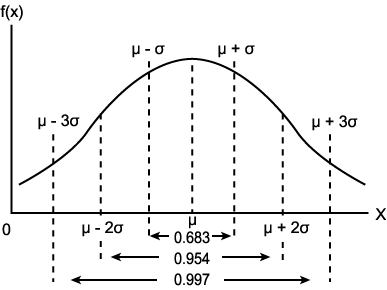 f(x)
μ - σ μ + σ
μ - 3σ μ + 3σ
0 μ - 2σ μ μ + 2σ X
0.683
0.954
0.997